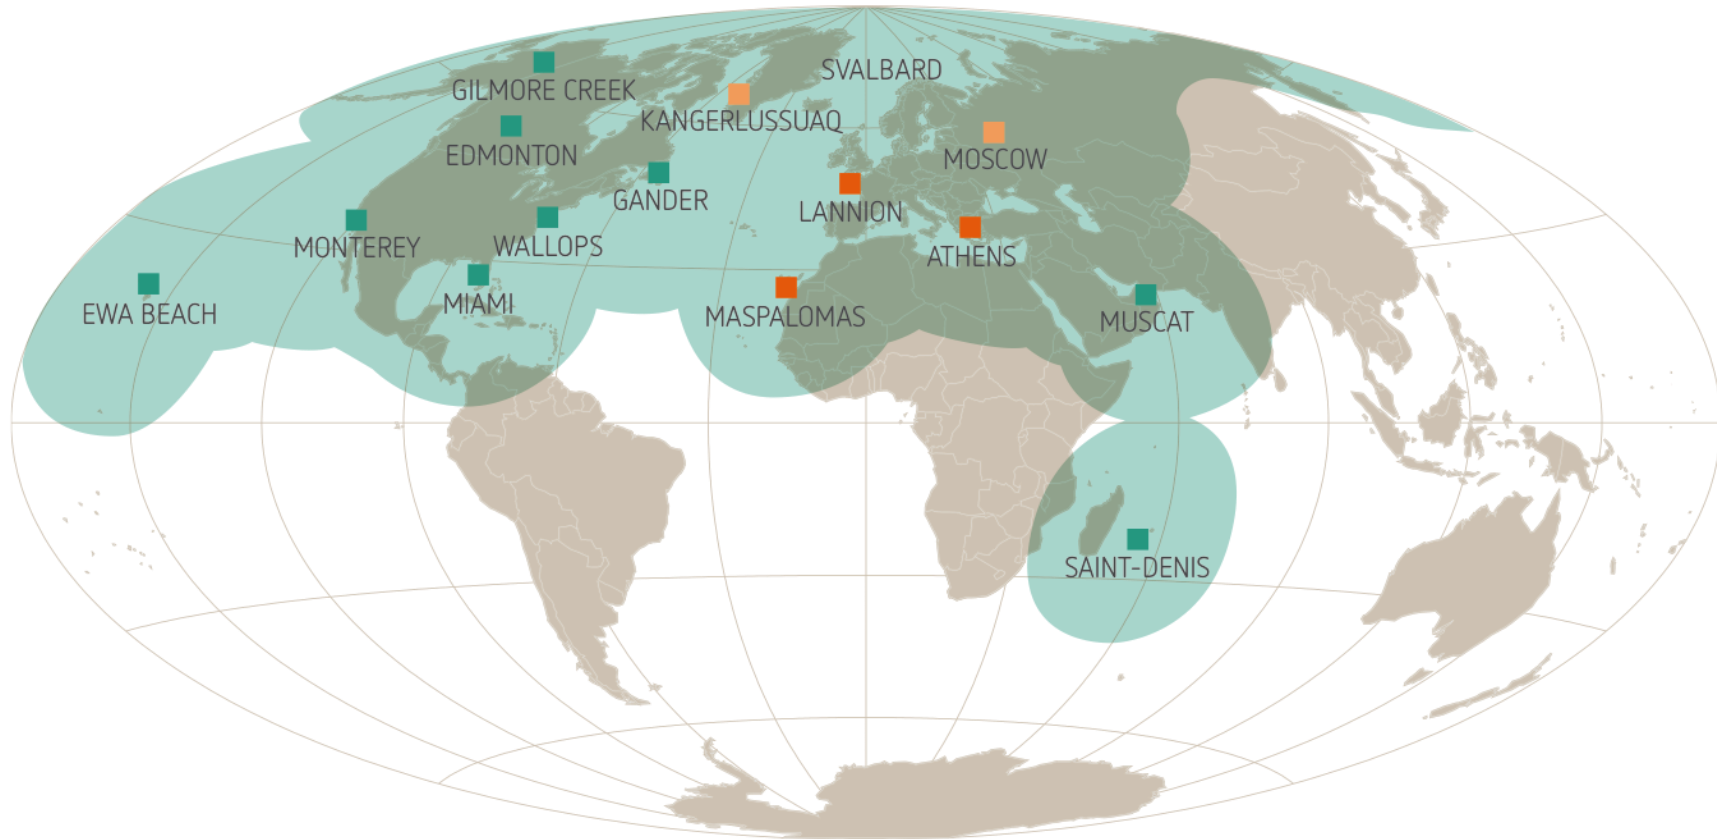 SVALBARD
GILMORE CREEK
KANGERLUSSUAQ
EDMONTON
MOSCOW
GANDER
LANNION
MONTEREY
WALLOPS
ATHENS
EWA BEACH
MIAMI
MASPALOMAS
MUSCAT
SAINT-DENIS